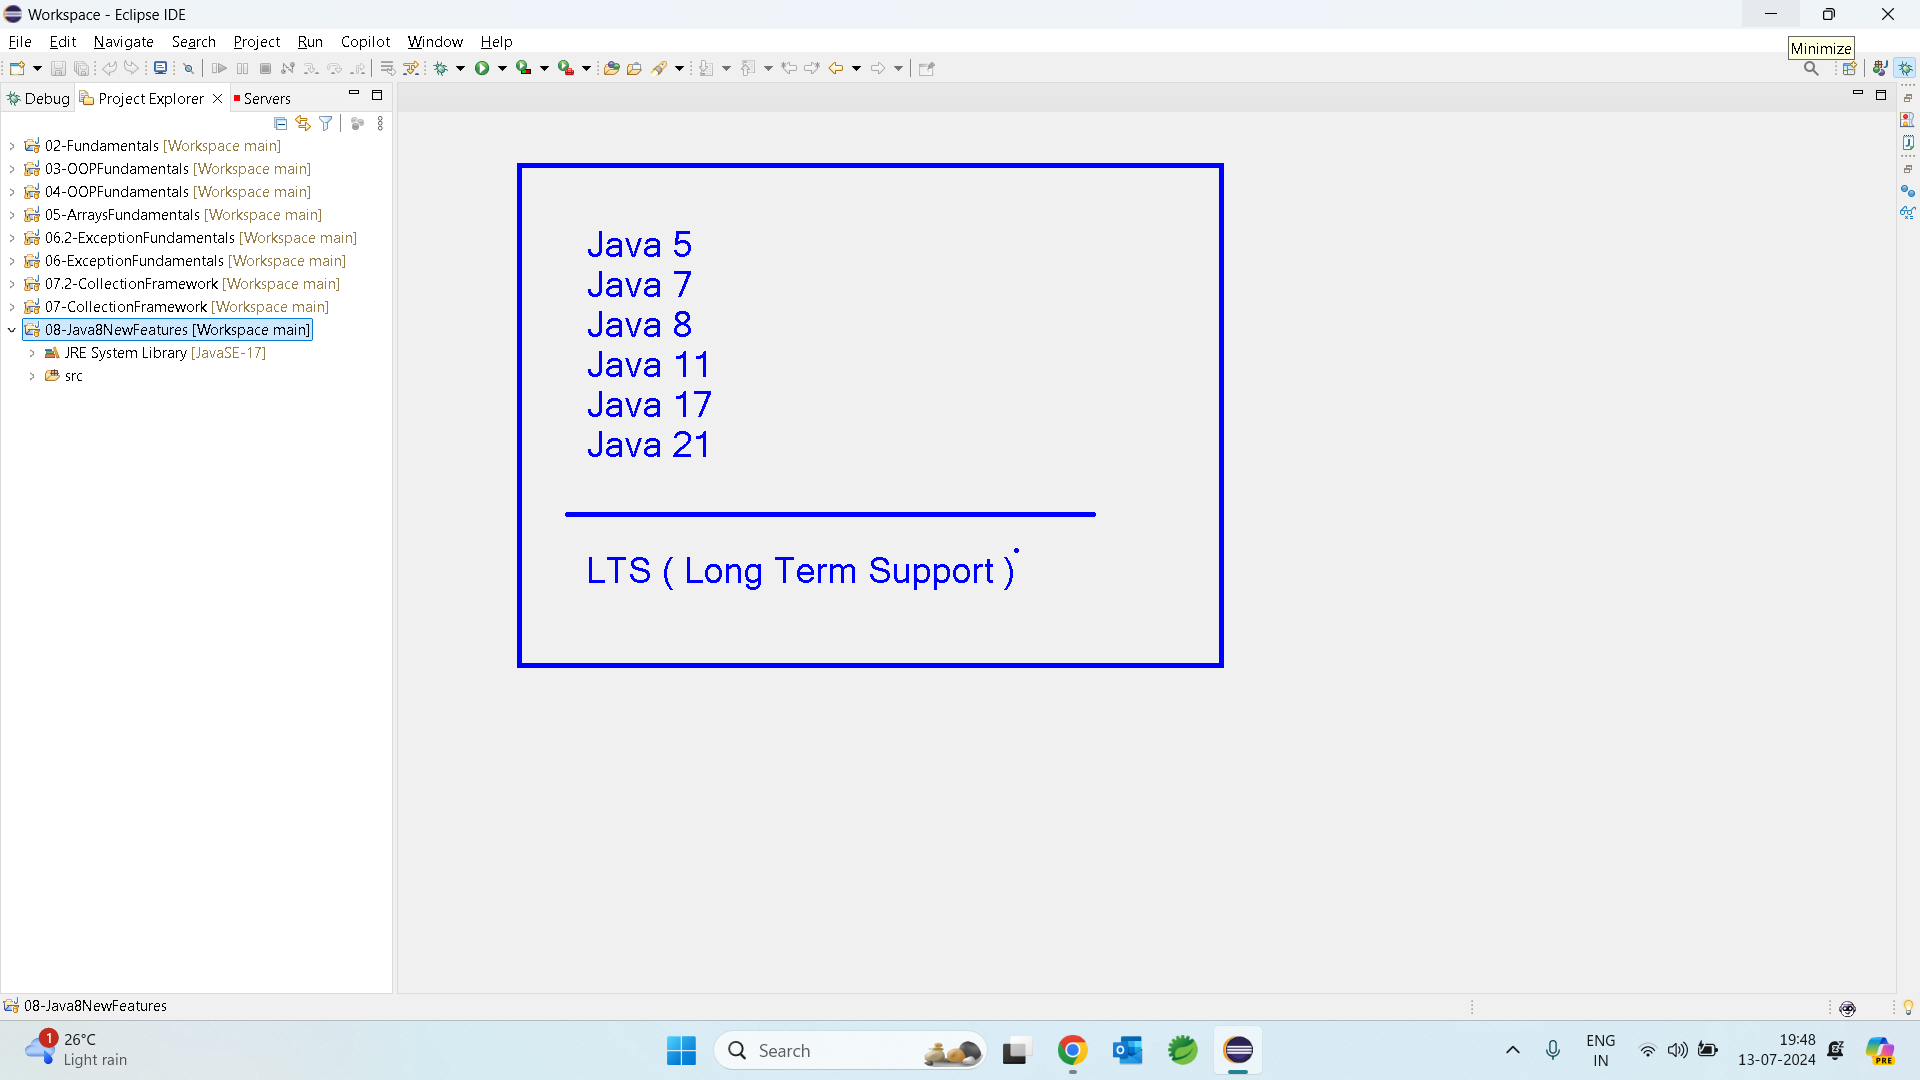 Workspace - Eclipse IDE
File Edit Navigate Search Project Run Copilot Window Help
Minimize
Debug Project Explorer Servers
02-Fundamentals [Workspace main]
03-OOPFundamentals [Workspace main]
04-OOPFundamentals [Workspace main]
05-ArraysFundamentals [Workspace main]
06.2-ExceptionFundamentals [Workspace main]
06-ExceptionFundamentals [Workspace main]
07.2-CollectionFramework [Workspace main]
07-CollectionFramework [Workspace main]
08-Java8NewFeatures [Workspace main]
JRE System Library [JavaSE-17]
src
Java 5
Java 7
Java 8
Java 11
Java 17
Java 21
LTS ( Long Term Support )
08-Java8NewFeatures
1
26°C
Light rain
Search
ENG
IN
19:48
13-07-2024
PRE